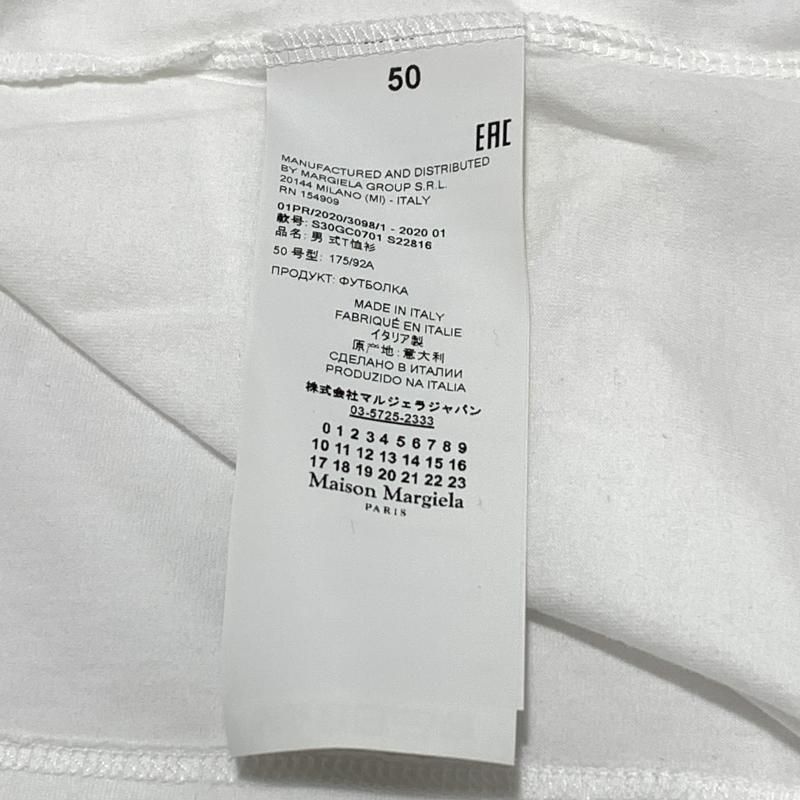 50
EAC
MANUFACTURED AND DISTRIBUTED
BY MARGIELA GROUP S.R.L.
20144 MILANO (MI) - ITALY
RN 154909
01PR/2020/3098/1 - 2020 01
款号: S30GC0701 S22816
品名: 男 式T恤衫
50 号型: 175/92A
ПРОДУКТ: ФУТБОЛКА
MADE IN ITALY
FABRIQUÉ EN ITALIE
イタリア製
原产地: 意大利
СДЕЛАНО В ИТАЛИИ
PRODUZIDO NA ITALIA
株式会社マルジェラジャパン
03-5725-2333
0 1 2 3 4 5 6 7 8 9
10 11 12 13 14 15 16
17 18 19 20 21 22 23
Maison Margiela
PARIS